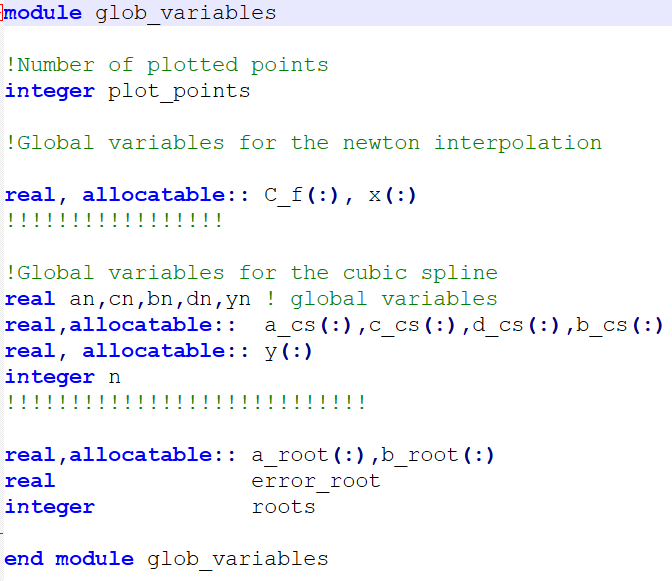 module glob_variables
!Number of plotted points
integer plot_points
!Global variables for the newton interpolation
real, allocatable:: C_f(:), x(:)
!!!!!!!!!!!!!!!!!
!Global variables for the cubic spline
real an,cn,bn,dn,yn ! global variables
real,allocatable::  a_cs(:),c_cs(:),d_cs(:),b_cs(:)
real, allocatable:: y(:)
integer n
!!!!!!!!!!!!!!!!!!!!!!!!!!!!
real,allocatable:: a_root(:),b_root(:)
real               error_root
integer            roots
end module glob_variables